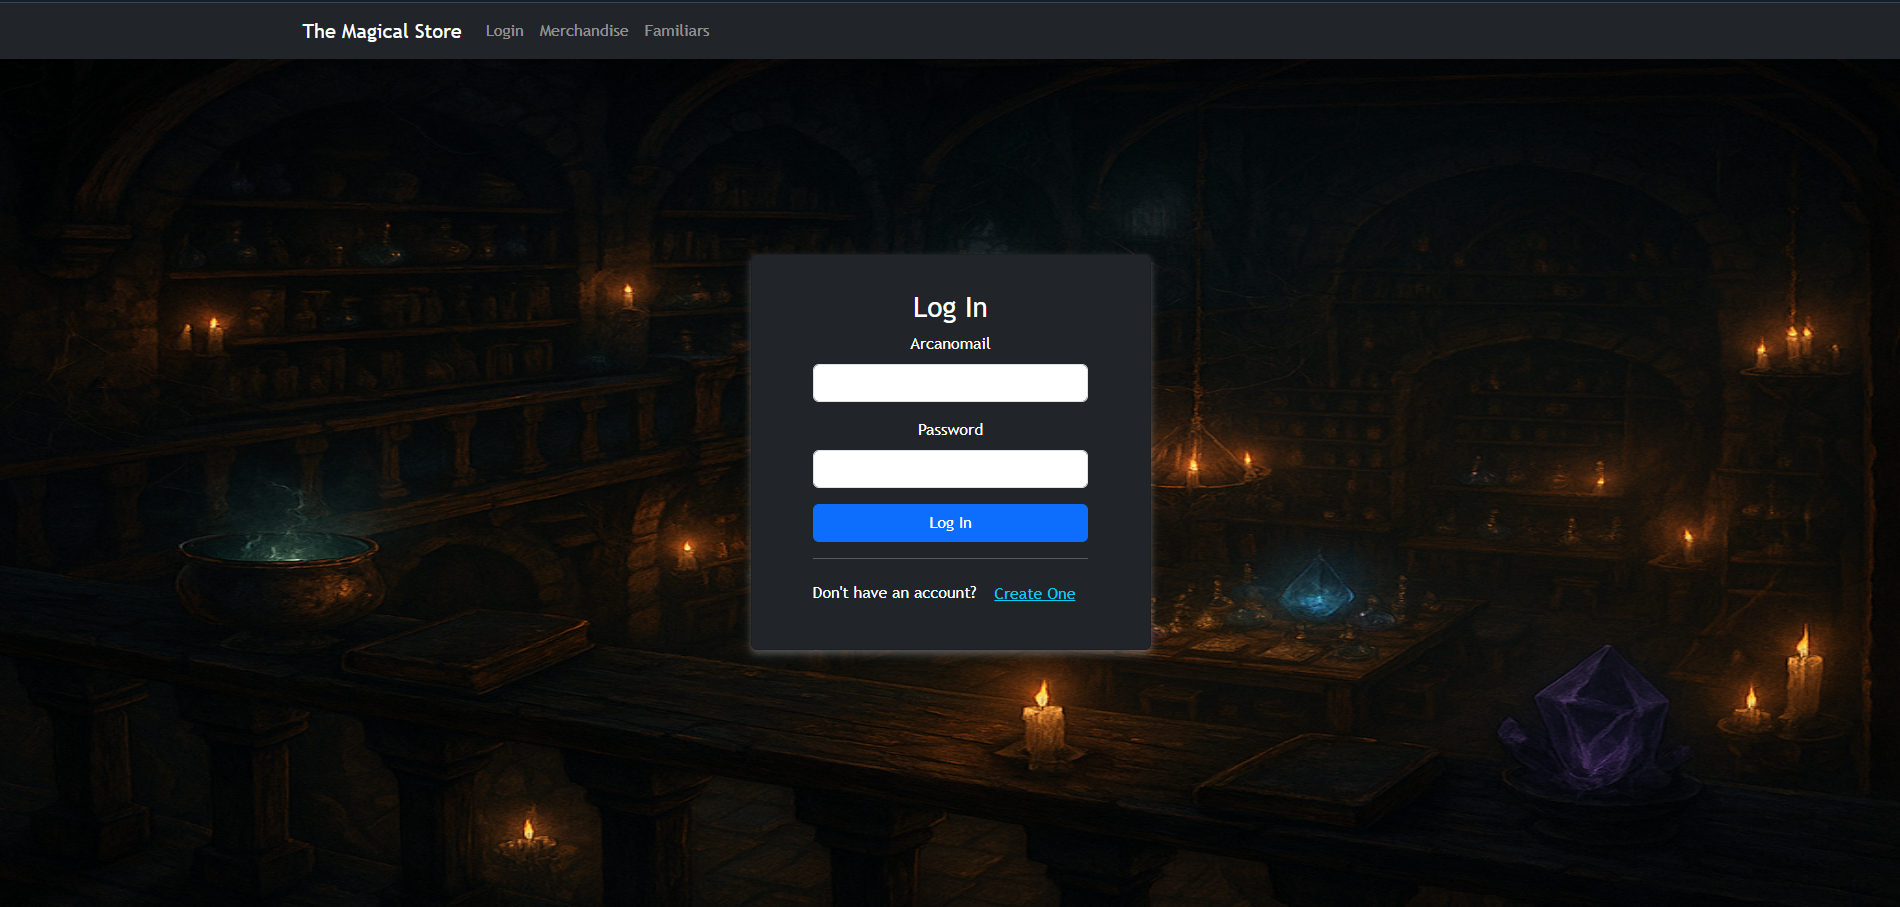 The Magical Store Login Merchandise Familiars
Log In
Arcanomail
Password
Log In
Don't have an account? Create One